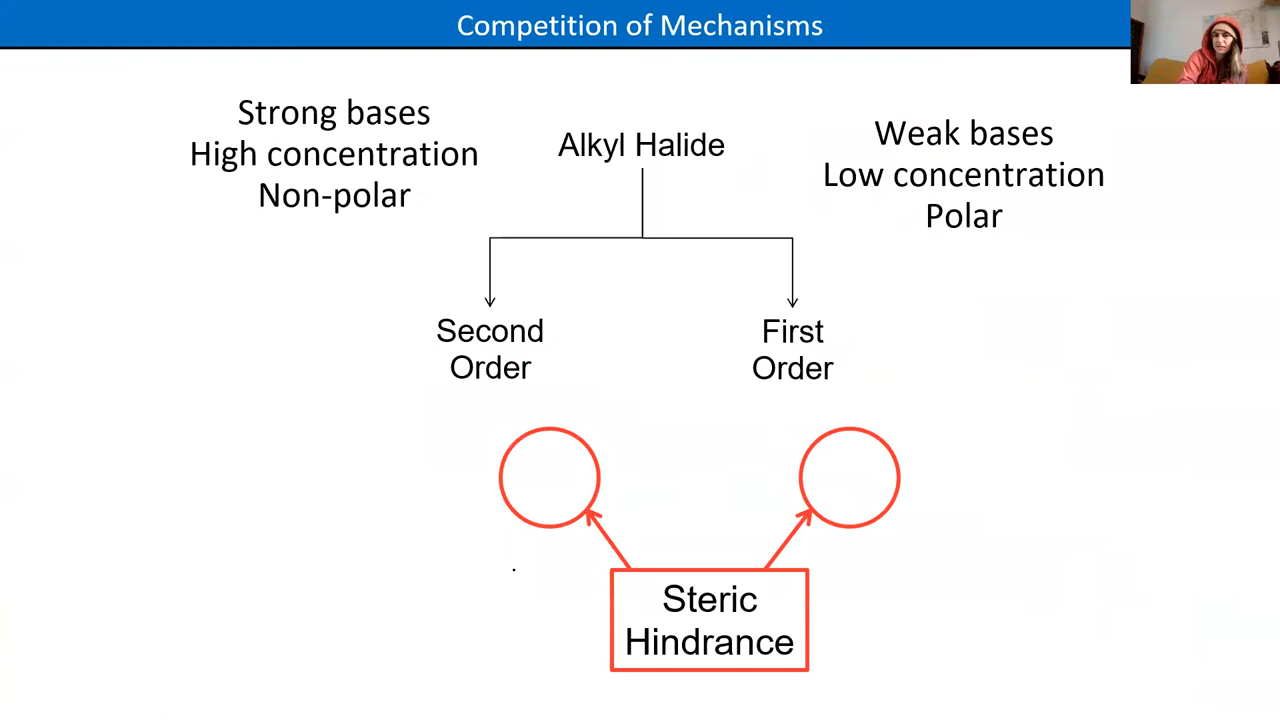 Competition of Mechanisms
Strong bases
High concentration
Non-polar
Alkyl Halide
Weak bases
Low concentration
Polar
Second
Order
First
Order
Steric
Hindrance